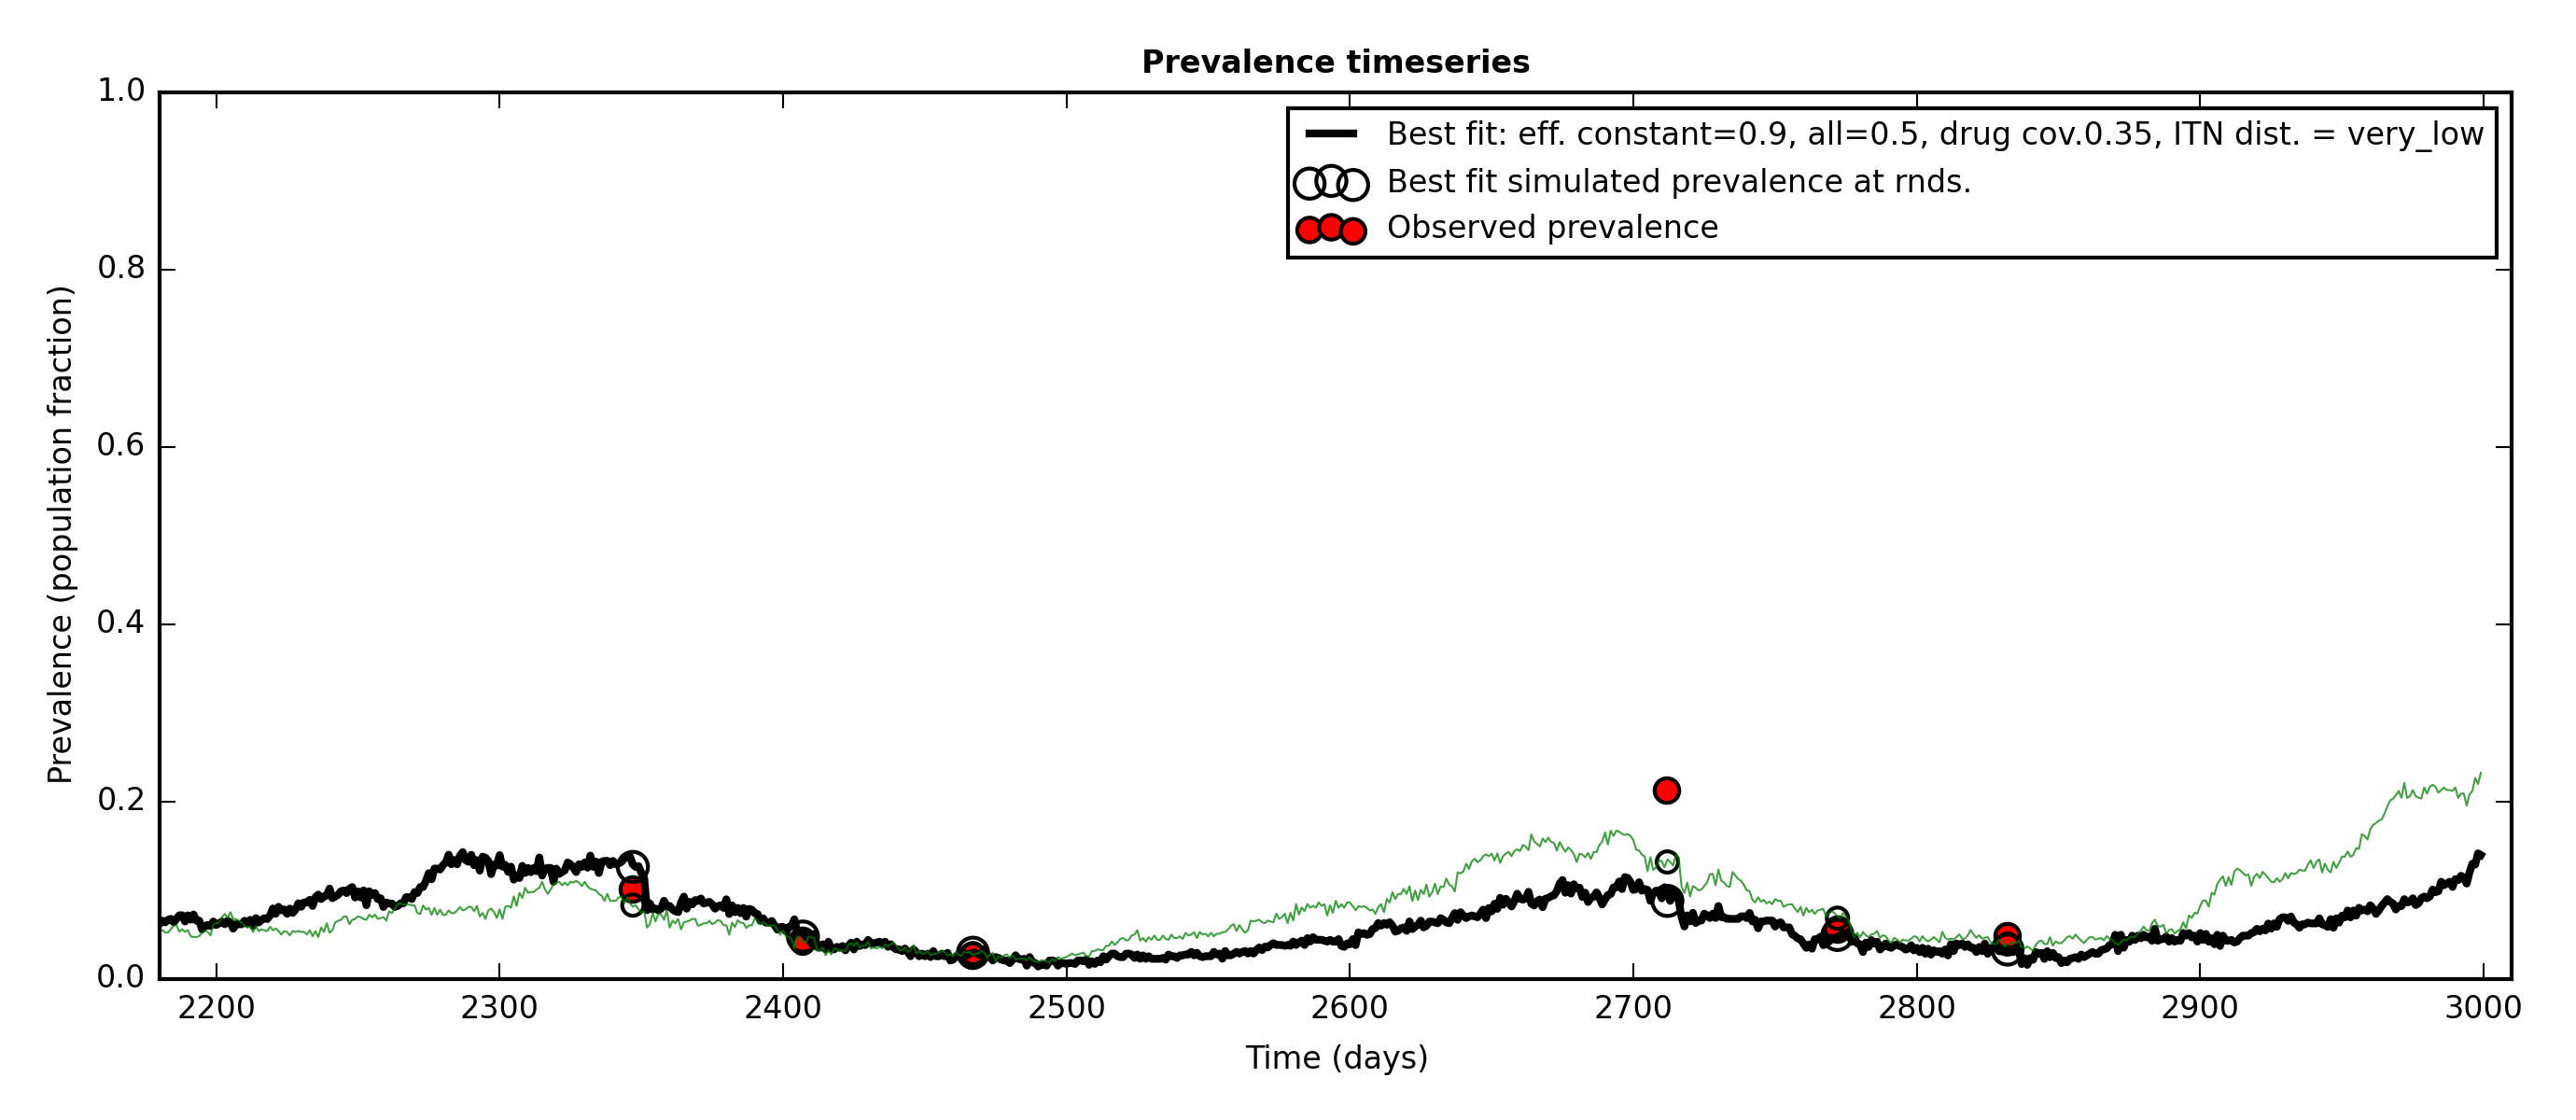 Prevalence timeseries
Best fit: eff. constant=0.9, all=0.5, drug cov.0.35, ITN dist. = very_low
Best fit simulated prevalence at rnds.
Observed prevalence
Prevalence (population fraction)
1.0
0.8
0.6
0.4
0.2
0.0
2200 2300 2400 2500 2600 2700 2800 2900 3000
Time (days)